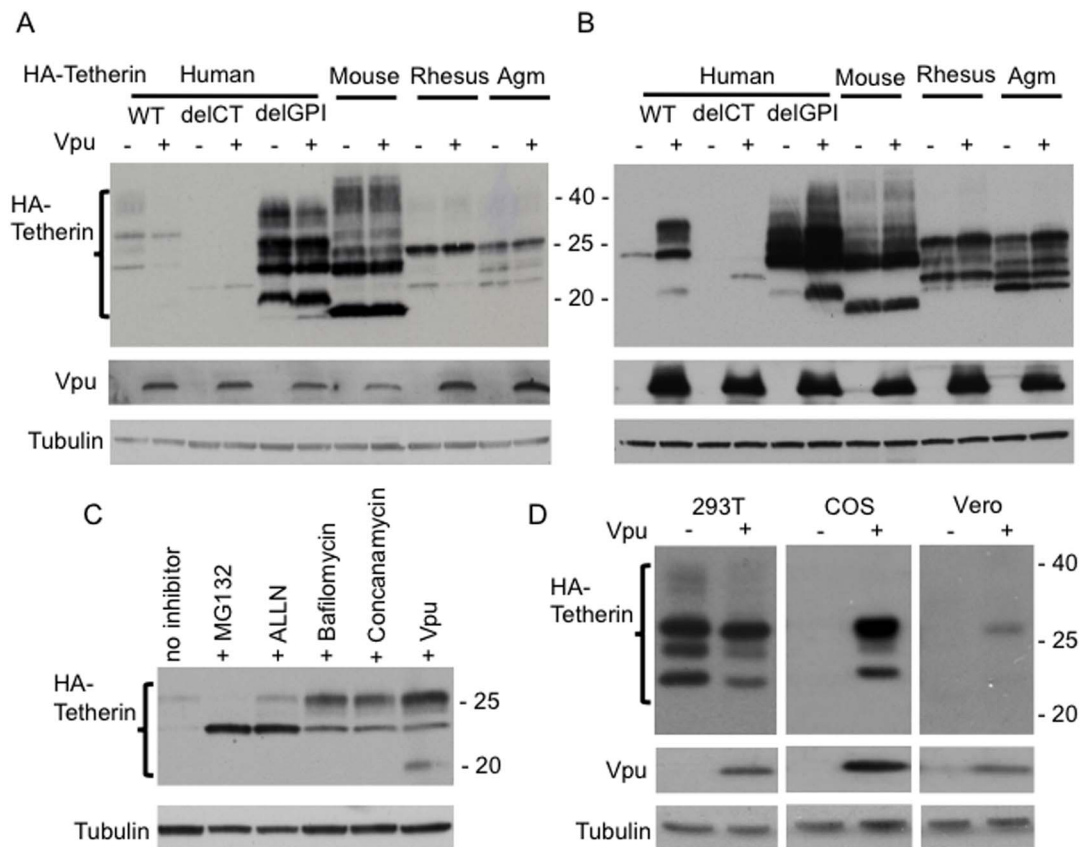 A
HA-Tetherin Human Mouse Rhesus Agm
WT delCT delGPI
Vpu - + - + - + - + - + - +
HA-
Tetherin
Vpu
Tubulin
B
Human Mouse Rhesus Agm
WT delCT delGPI
- + - + - + - + - + - +
- 40 -
- 25 -
- 20 -
C
no inhibitor
+ MG132
+ ALLN
+ Bafilomycin
+ Concanamycin
+ Vpu
HA-
Tetherin
- 25
- 20
Tubulin
D
293T COS Vero
Vpu - + - + - +
HA-
Tetherin
- 40
- 25
- 20
Vpu
Tubulin